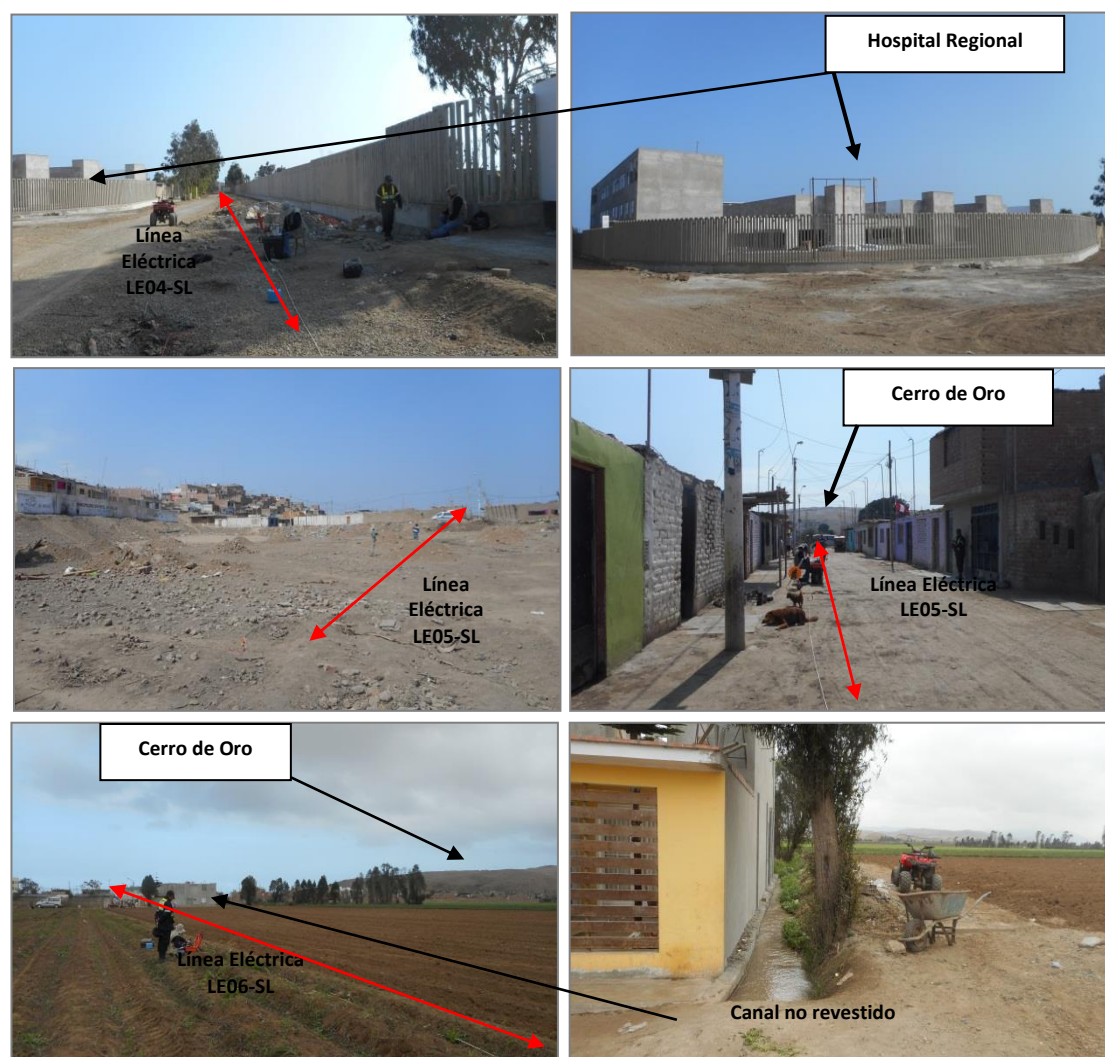 Hospital Regional
Línea
Eléctrica
LE04-SL
Cerro de Oro
Línea
Eléctrica
LE05-SL
Línea Eléctrica
LE05-SL
Cerro de Oro
Línea Eléctrica
LE06-SL
Canal no revestido